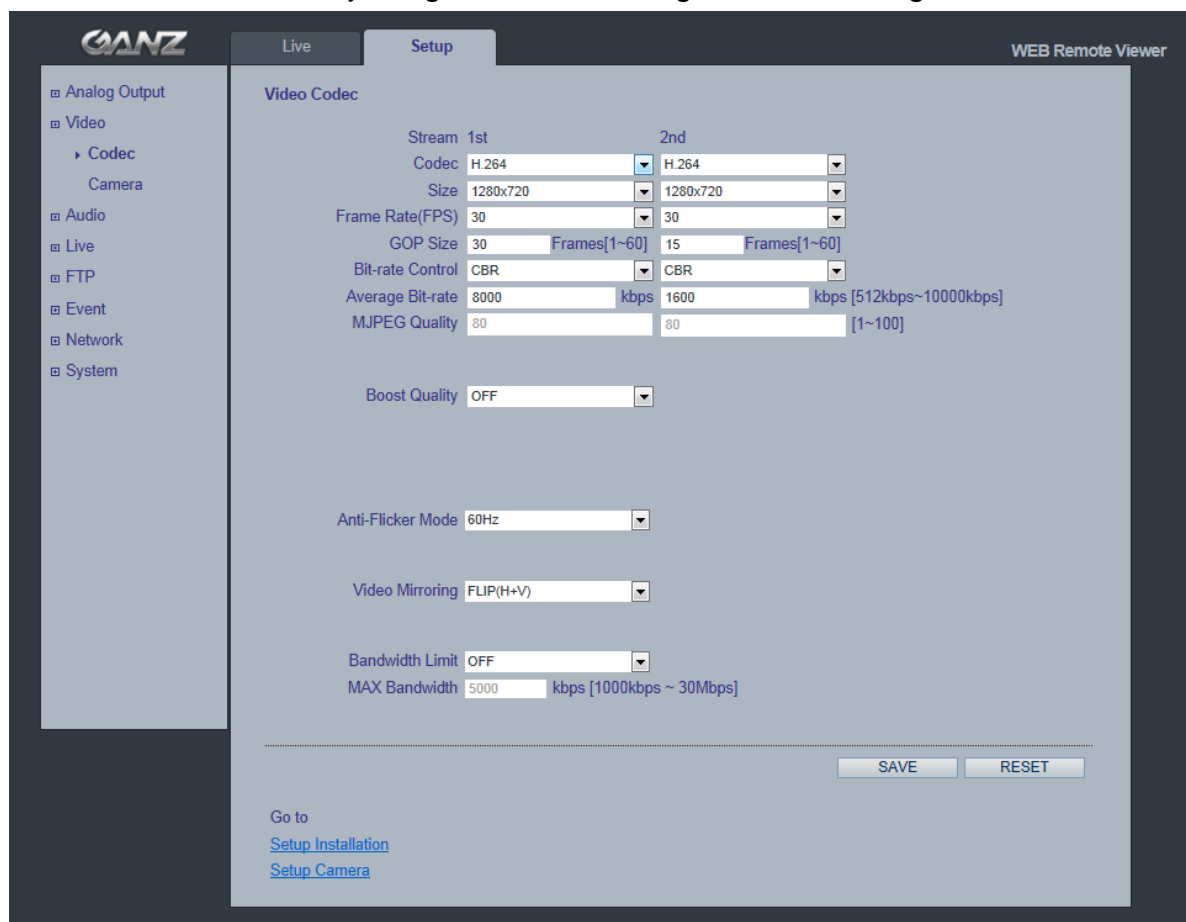 GANZ
Live
Setup
WEB Remote Viewer
Analog Output
Video
Codec
Camera
Audio
Live
FTP
Event
Network
System
Video Codec
Stream 1st 2nd
Codec H.264 H.264
Size 1280x720 1280x720
Frame Rate(FPS) 30 30
GOP Size 30 Frames[1~60] 15 Frames[1~60]
Bit-rate Control CBR CBR
Average Bit-rate 8000 kbps 1600 kbps [512kbps~10000kbps]
MJPEG Quality 80 80 [1~100]
Boost Quality OFF
Anti-Flicker Mode 60Hz
Video Mirroring FLIP(H+V)
Bandwidth Limit OFF
MAX Bandwidth 5000 kbps [1000kbps ~ 30Mbps]
SAVE RESET
Go to
Setup Installation
Setup Camera